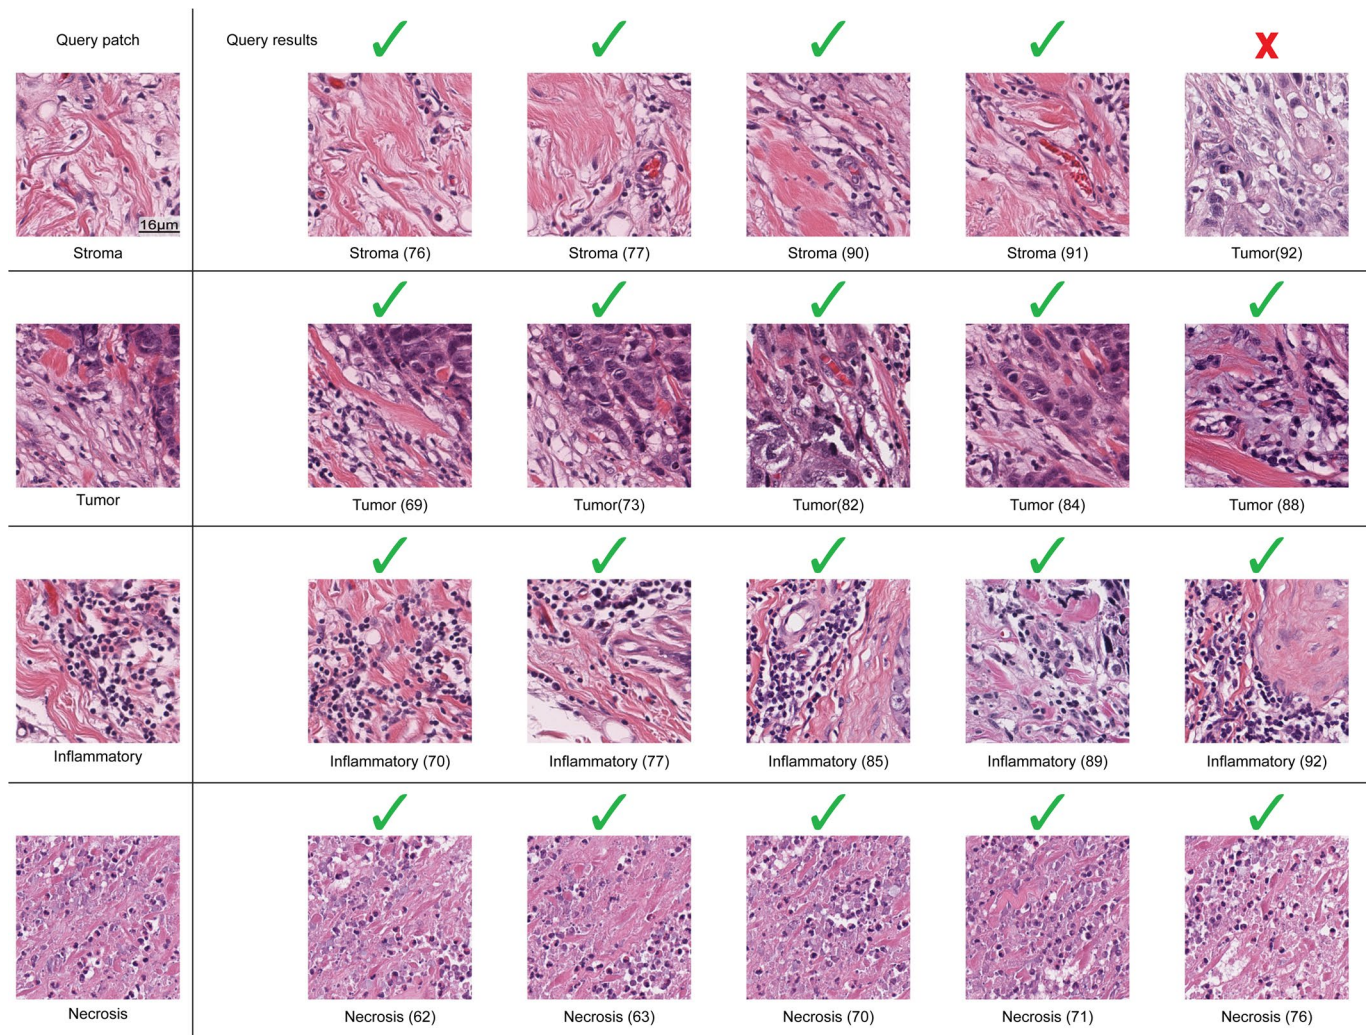 Query patch
Query results
X
16µm
Stroma
Stroma (76)
Stroma (77)
Stroma (90)
Stroma (91)
Tumor(92)
Tumor
Tumor (69)
Tumor(73)
Tumor(82)
Tumor (84)
Tumor (88)
Inflammatory
Inflammatory (70)
Inflammatory (77)
Inflammatory (85)
Inflammatory (89)
Inflammatory (92)
Necrosis
Necrosis (62)
Necrosis (63)
Necrosis (70)
Necrosis (71)
Necrosis (76)